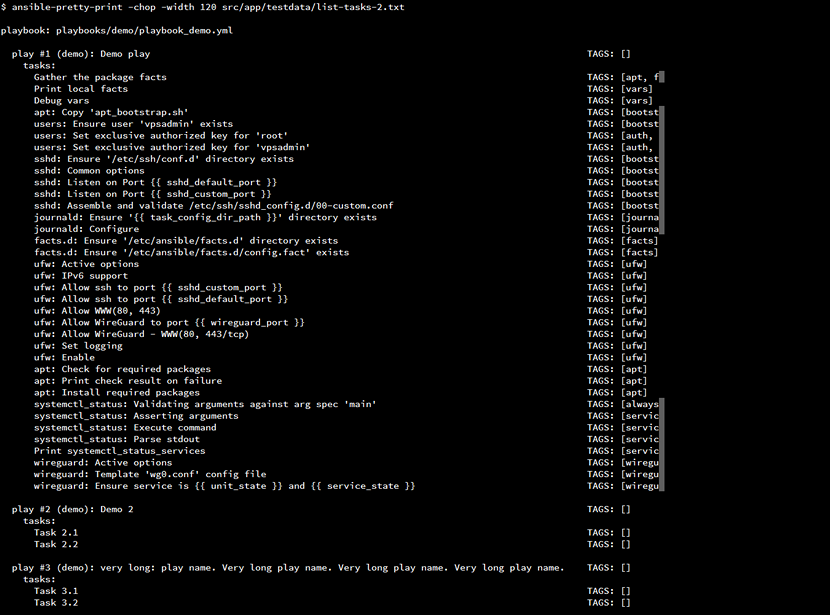 $ ansible-pretty-print -chop -width 120 src/app/testdata/list-tasks-2.txt
playbook: playbooks/demo/playbook_demo.yml
play #1 (demo): Demo play TAGS: []
tasks:
Gather the package facts TAGS: [apt, f
Print local facts TAGS: [vars]
Debug vars TAGS: [vars]
apt: Copy 'apt_bootstrap.sh' TAGS: [bootst
users: Ensure user 'vpsadmin' exists TAGS: [bootst
users: Set exclusive authorized key for 'root' TAGS: [auth,
users: Set exclusive authorized key for 'vpsadmin' TAGS: [auth,
sshd: Ensure '/etc/ssh/conf.d' directory exists TAGS: [bootst
sshd: Common options TAGS: [bootst
sshd: Listen on Port {{ sshd_default_port }} TAGS: [bootst
sshd: Listen on Port {{ sshd_custom_port }} TAGS: [bootst
sshd: Assemble and validate /etc/ssh/sshd_config.d/00-custom.conf TAGS: [bootst
journald: Ensure '{{ task_config_dir_path }}' directory exists TAGS: [journa
journald: Configure TAGS: [journa
facts.d: Ensure '/etc/ansible/facts.d' directory exists TAGS: [facts]
facts.d: Ensure '/etc/ansible/facts.d/config.fact' exists TAGS: [facts]
ufw: Active options TAGS: [ufw]
ufw: IPv6 support TAGS: [ufw]
ufw: Allow ssh to port {{ sshd_custom_port }} TAGS: [ufw]
ufw: Allow ssh to port {{ sshd_default_port }} TAGS: [ufw]
ufw: Allow WWW(80, 443) TAGS: [ufw]
ufw: Allow WireGuard to port {{ wireguard_port }} TAGS: [ufw]
ufw: Allow WireGuard - WWW(80, 443/tcp) TAGS: [ufw]
ufw: Set logging TAGS: [ufw]
ufw: Enable TAGS: [ufw]
apt: Check for required packages TAGS: [apt]
apt: Print check result on failure TAGS: [apt]
apt: Install required packages TAGS: [apt]
systemctl_status: Validating arguments against arg spec 'main' TAGS: [always
systemctl_status: Asserting arguments TAGS: [servic
systemctl_status: Execute command TAGS: [servic
systemctl_status: Parse stdout TAGS: [servic
Print systemctl_status_services TAGS: [servic
wireguard: Active options TAGS: [wiregu
wireguard: Template 'wg0.conf' config file TAGS: [wiregu
wireguard: Ensure service is {{ unit_state }} and {{ service_state }} TAGS: [wiregu
play #2 (demo): Demo 2 TAGS: []
tasks:
Task 2.1 TAGS: []
Task 2.2 TAGS: []
play #3 (demo): very long: play name. Very long play name. Very long play name. Very long play name. TAGS: []
tasks:
Task 3.1 TAGS: []
Task 3.2 TAGS: []